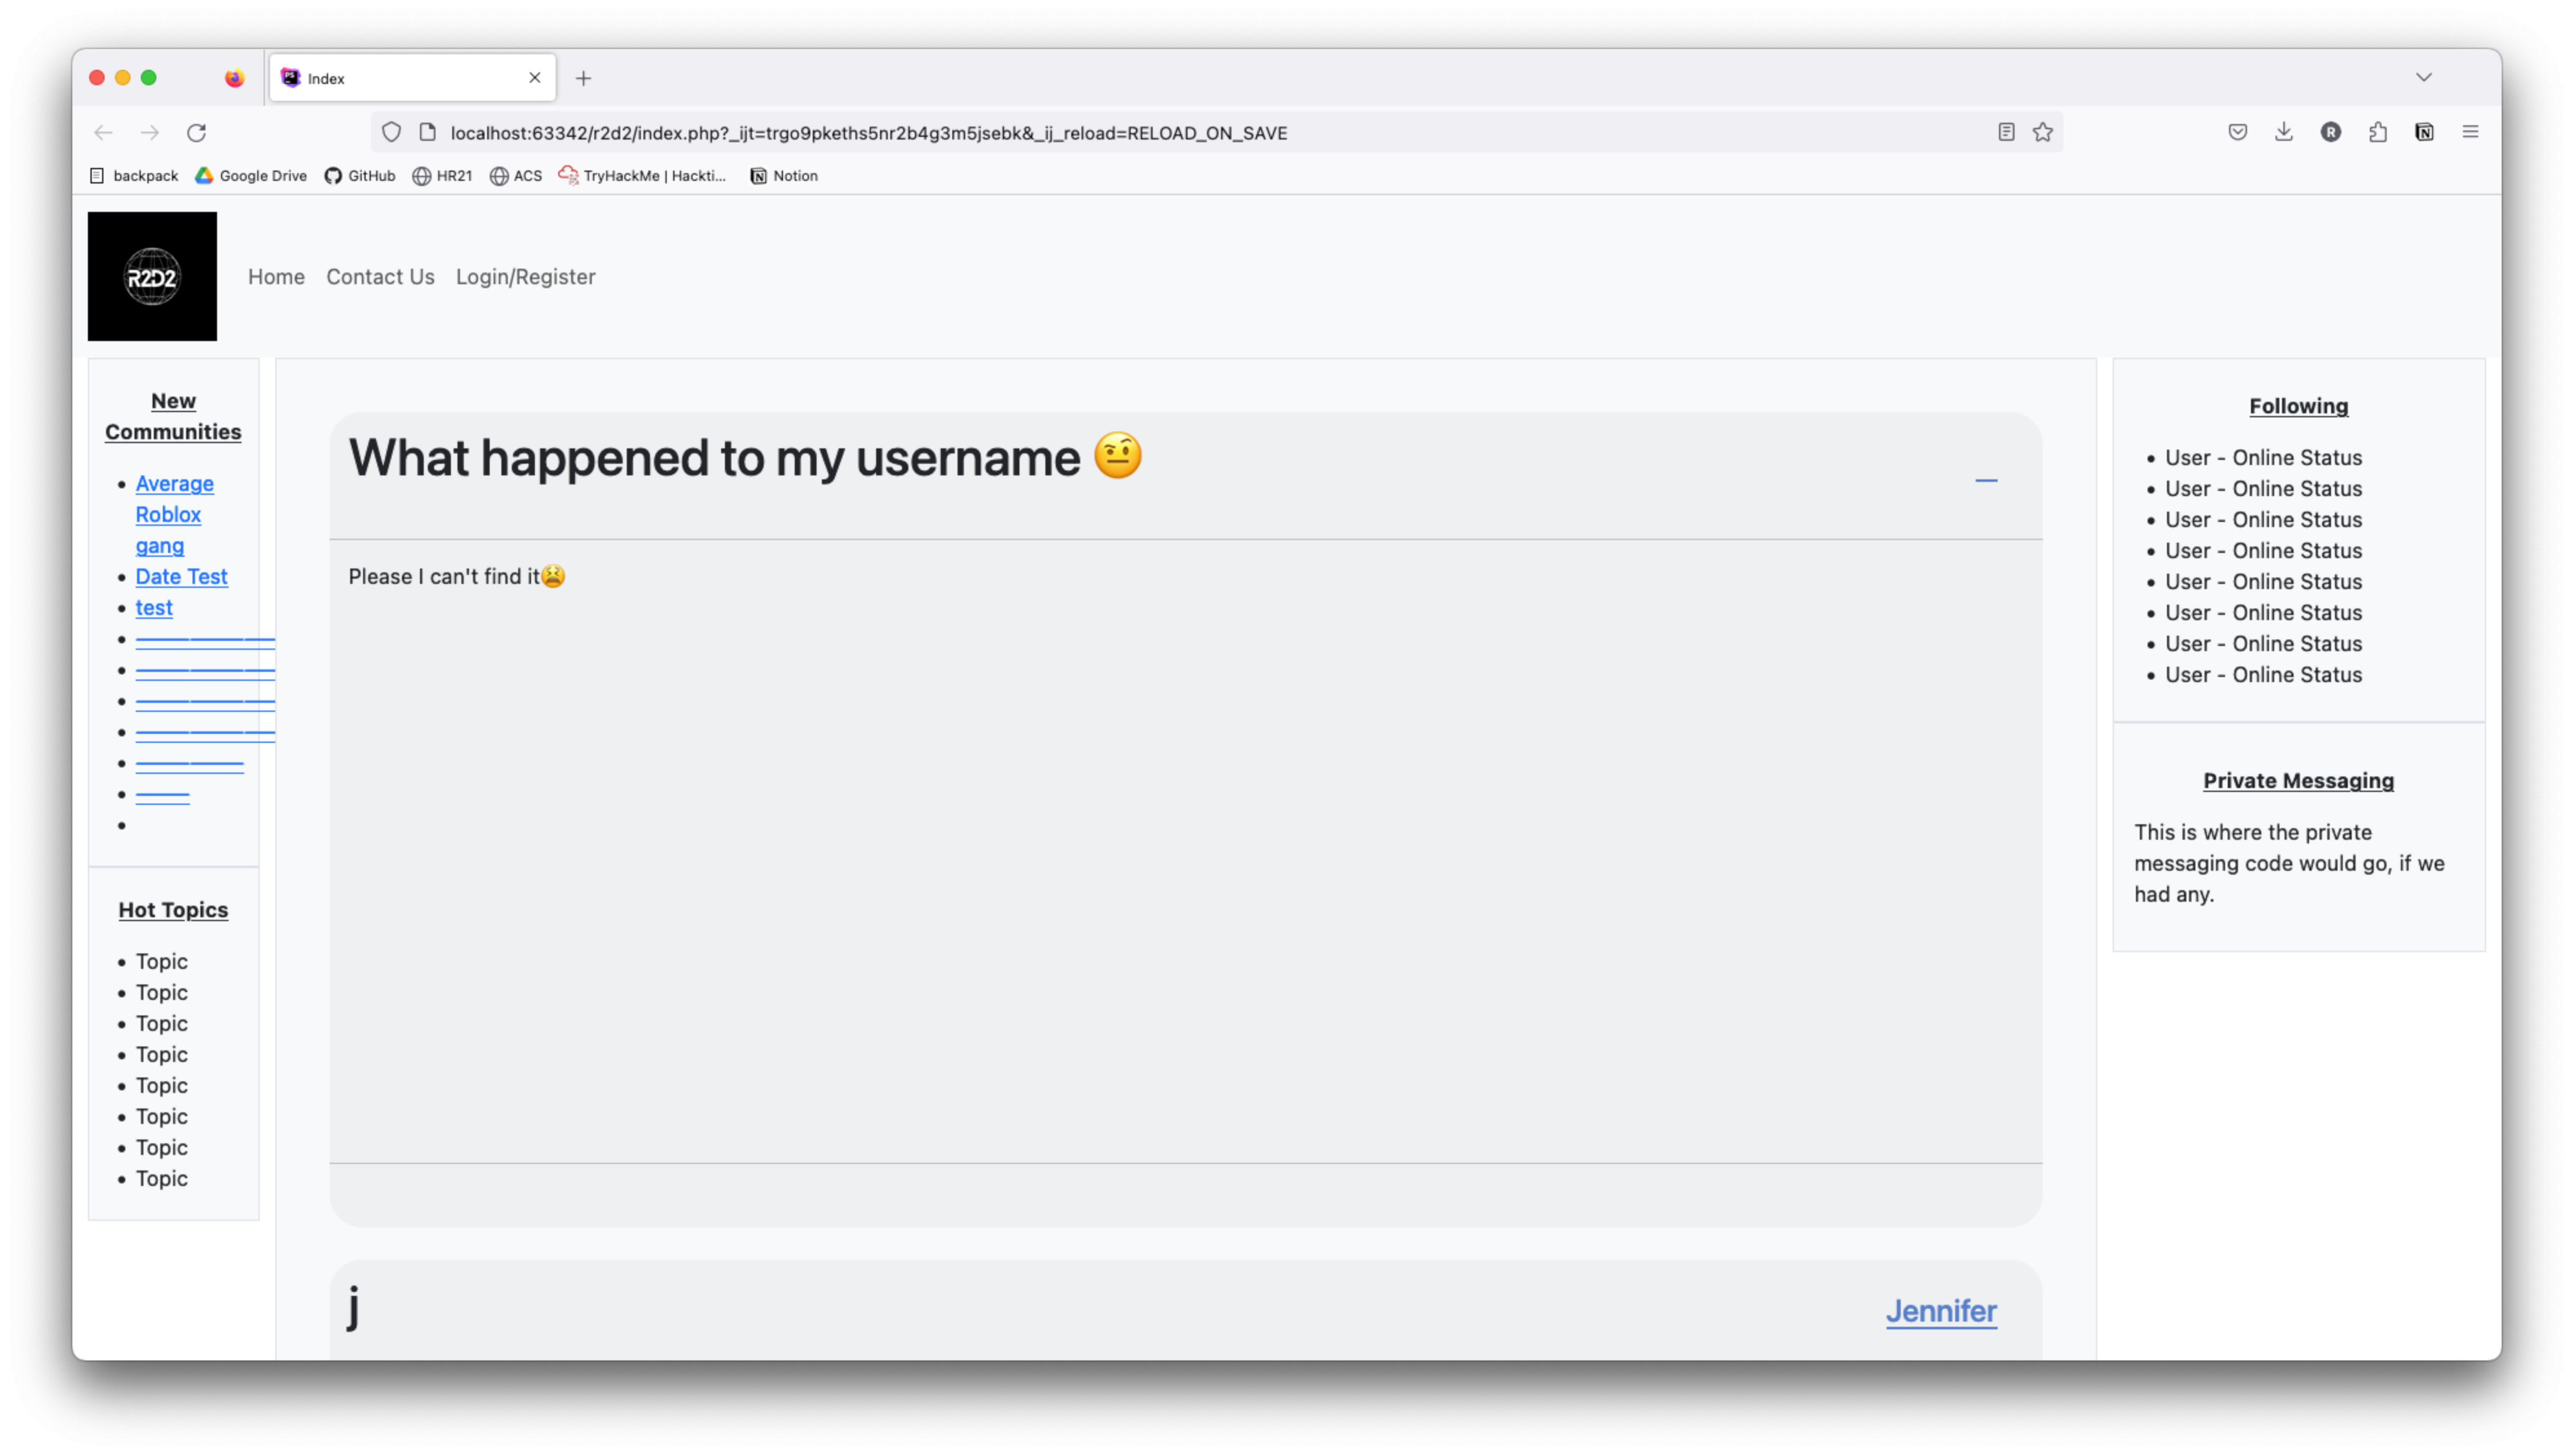 Index
localhost:63342/r2d2/index.php?_ijt=trgo9pkeths5nr2b4g3m5jsebk&_ij_reload=RELOAD_ON_SAVE
backpack Google Drive GitHub HR21 ACS TryHackMe | Hackti... Notion
R2D2
Home Contact Us Login/Register
New
Communities
Average
Roblox
gang
Date Test
test
Hot Topics
Topic
Topic
Topic
Topic
Topic
Topic
Topic
Topic
What happened to my username 🤨
Please I can't find it😫
j
Jennifer
Following
User - Online Status
User - Online Status
User - Online Status
User - Online Status
User - Online Status
User - Online Status
User - Online Status
User - Online Status
Private Messaging
This is where the private
messaging code would go, if we
had any.